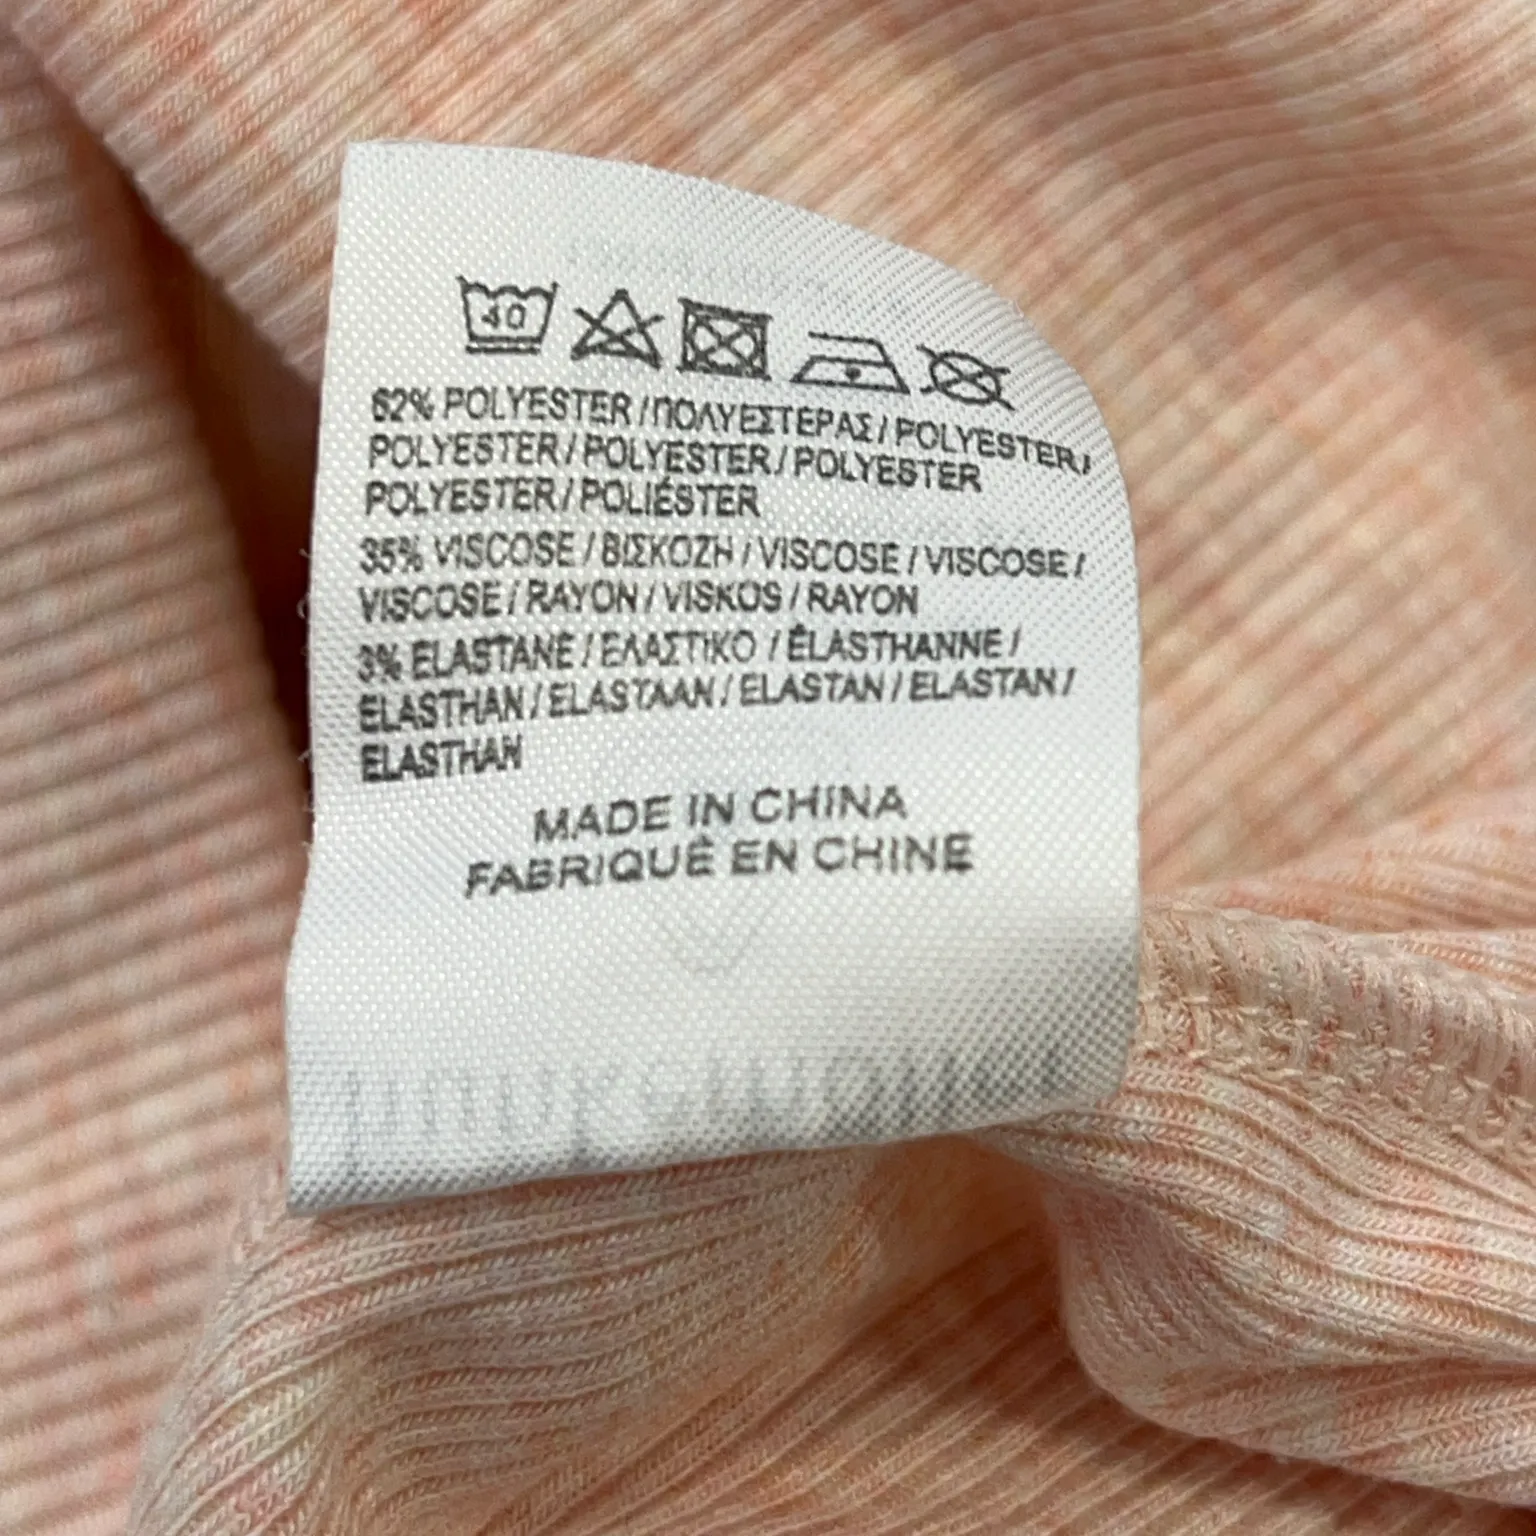 40
62% POLYESTER / ΠΟΛΥΕΣΤΕΡΑΣ / POLYESTER /
POLYESTER / POLYESTER / POLYESTER
POLYESTER / POLIÉSTER
35% VISCOSE / ΒΙΣΚΟΖΗ / VISCOSE / VISCOSE /
VISCOSE / RAYON / VISKOS / RAYON
3% ELASTANE / ΕΛΑΣΤΙΚΟ / ÉLASTHANNE /
ELASTHAN / ELASTAAN / ELASTAN / ELASTAN /
ELASTHAN
MADE IN CHINA
FABRIQUÊ EN CHINE